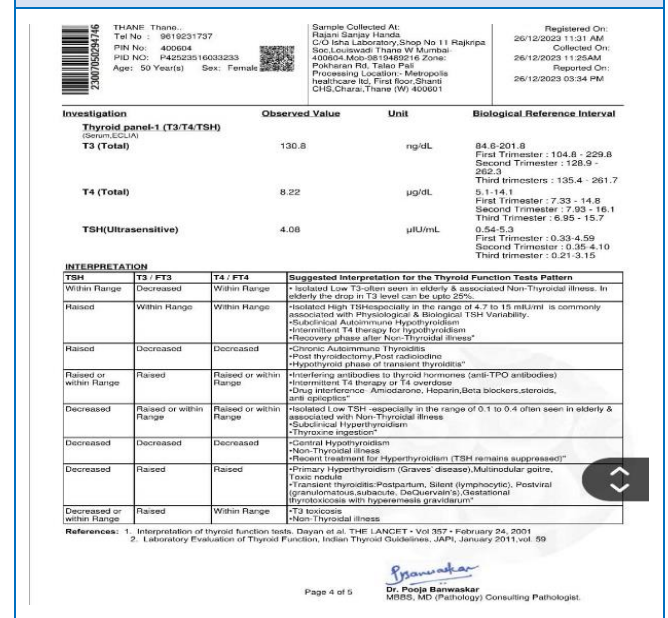 THANE Thane..
Tel No : 9619231737
PIN No: 400604
PID NO: P42523516033233
Age: 50 Year(s) Sex: Female
23007050294746
Sample Collected At:
Rajani Sanjay Handa
C/O Isha Laboratory,Shop No 11 Rajkripa
Soc,Louiswadi Thane W Mumbai-
400604.Mob-9819489216 Zone:
Pokharan Rd, Talao Pali
Processing Location:- Metropolis
healthcare ltd, First floor,Shanti
CHS,Charai,Thane (W) 400601
Registered On:
26/12/2023 11:31 AM
Collected On:
26/12/2023 11:25AM
Reported On:
26/12/2023 03:34 PM
Investigation Observed Value Unit Biological Reference Interval
Thyroid panel-1 (T3/T4/TSH)
(Serum,ECLIA)
T3 (Total) 130.8 ng/dL 84.6-201.8
First Trimester : 104.8 - 229.8
Second Trimester : 128.9 -
262.3
Third trimesters : 135.4 - 261.7
T4 (Total) 8.22 µg/dL 5.1-14.1
First Trimester : 7.33 - 14.8
Second Trimester : 7.93 - 16.1
Third Trimester : 6.95 - 15.7
TSH(Ultrasensitive) 4.08 µIU/mL 0.54-5.3
First Trimester : 0.33-4.59
Second Trimester : 0.35-4.10
Third trimester : 0.21-3.15
INTERPRETATION
TSH T3 / FT3 T4 / FT4 Suggested Interpretation for the Thyroid Function Tests Pattern
Within Range Decreased Within Range • Isolated Low T3-often seen in elderly & associated Non-Thyroidal illness. In
elderly the drop in T3 level can be upto 25%.
Raised Within Range Within Range •Isolated High TSHespecially in the range of 4.7 to 15 mIU/ml is commonly
associated with Physiological & Biological TSH Variability.
•Subclinical Autoimmune Hypothyroidism
•Intermittent T4 therapy for hypothyroidism
•Recovery phase after Non-Thyroidal illness"
Raised Decreased Decreased •Chronic Autoimmune Thyroiditis
•Post thyroidectomy,Post radioiodine
•Hypothyroid phase of transient thyroiditis"
Raised or within Range Raised Raised or within Range •Interfering antibodies to thyroid hormones (anti-TPO antibodies)
•Intermittent T4 therapy or T4 overdose
•Drug interference- Amiodarone, Heparin,Beta blockers,steroids,
anti epileptics"
Decreased Raised or within Range Raised or within Range •Isolated Low TSH -especially in the range of 0.1 to 0.4 often seen in elderly &
associated with Non-Thyroidal illness
•Subclinical Hyperthyroidism
•Thyroxine ingestion"
Decreased Decreased Decreased •Central Hypothyroidism
•Non-Thyroidal illness
•Recent treatment for Hyperthyroidism (TSH remains suppressed)"
Decreased Raised Raised •Primary Hyperthyroidism (Graves' disease),Multinodular goitre,
Toxic nodule
•Transient thyroiditis:Postpartum, Silent (lymphocytic), Postviral
(granulomatous,subacute, DeQuervain's),Gestational
thyrotoxicosis with hyperemesis gravidarum"
Decreased or within Range Raised Within Range •T3 toxicosis
•Non-Thyroidal illness
References: 1. Interpretation of thyroid function tests. Dayan et al. THE LANCET • Vol 357 • February 24, 2001
2. Laboratory Evaluation of Thyroid Function, Indian Thyroid Guidelines, JAPI, January 2011,vol. 59
Page 4 of 5
Dr. Pooja Banwaskar
MBBS, MD (Pathology) Consulting Pathologist.